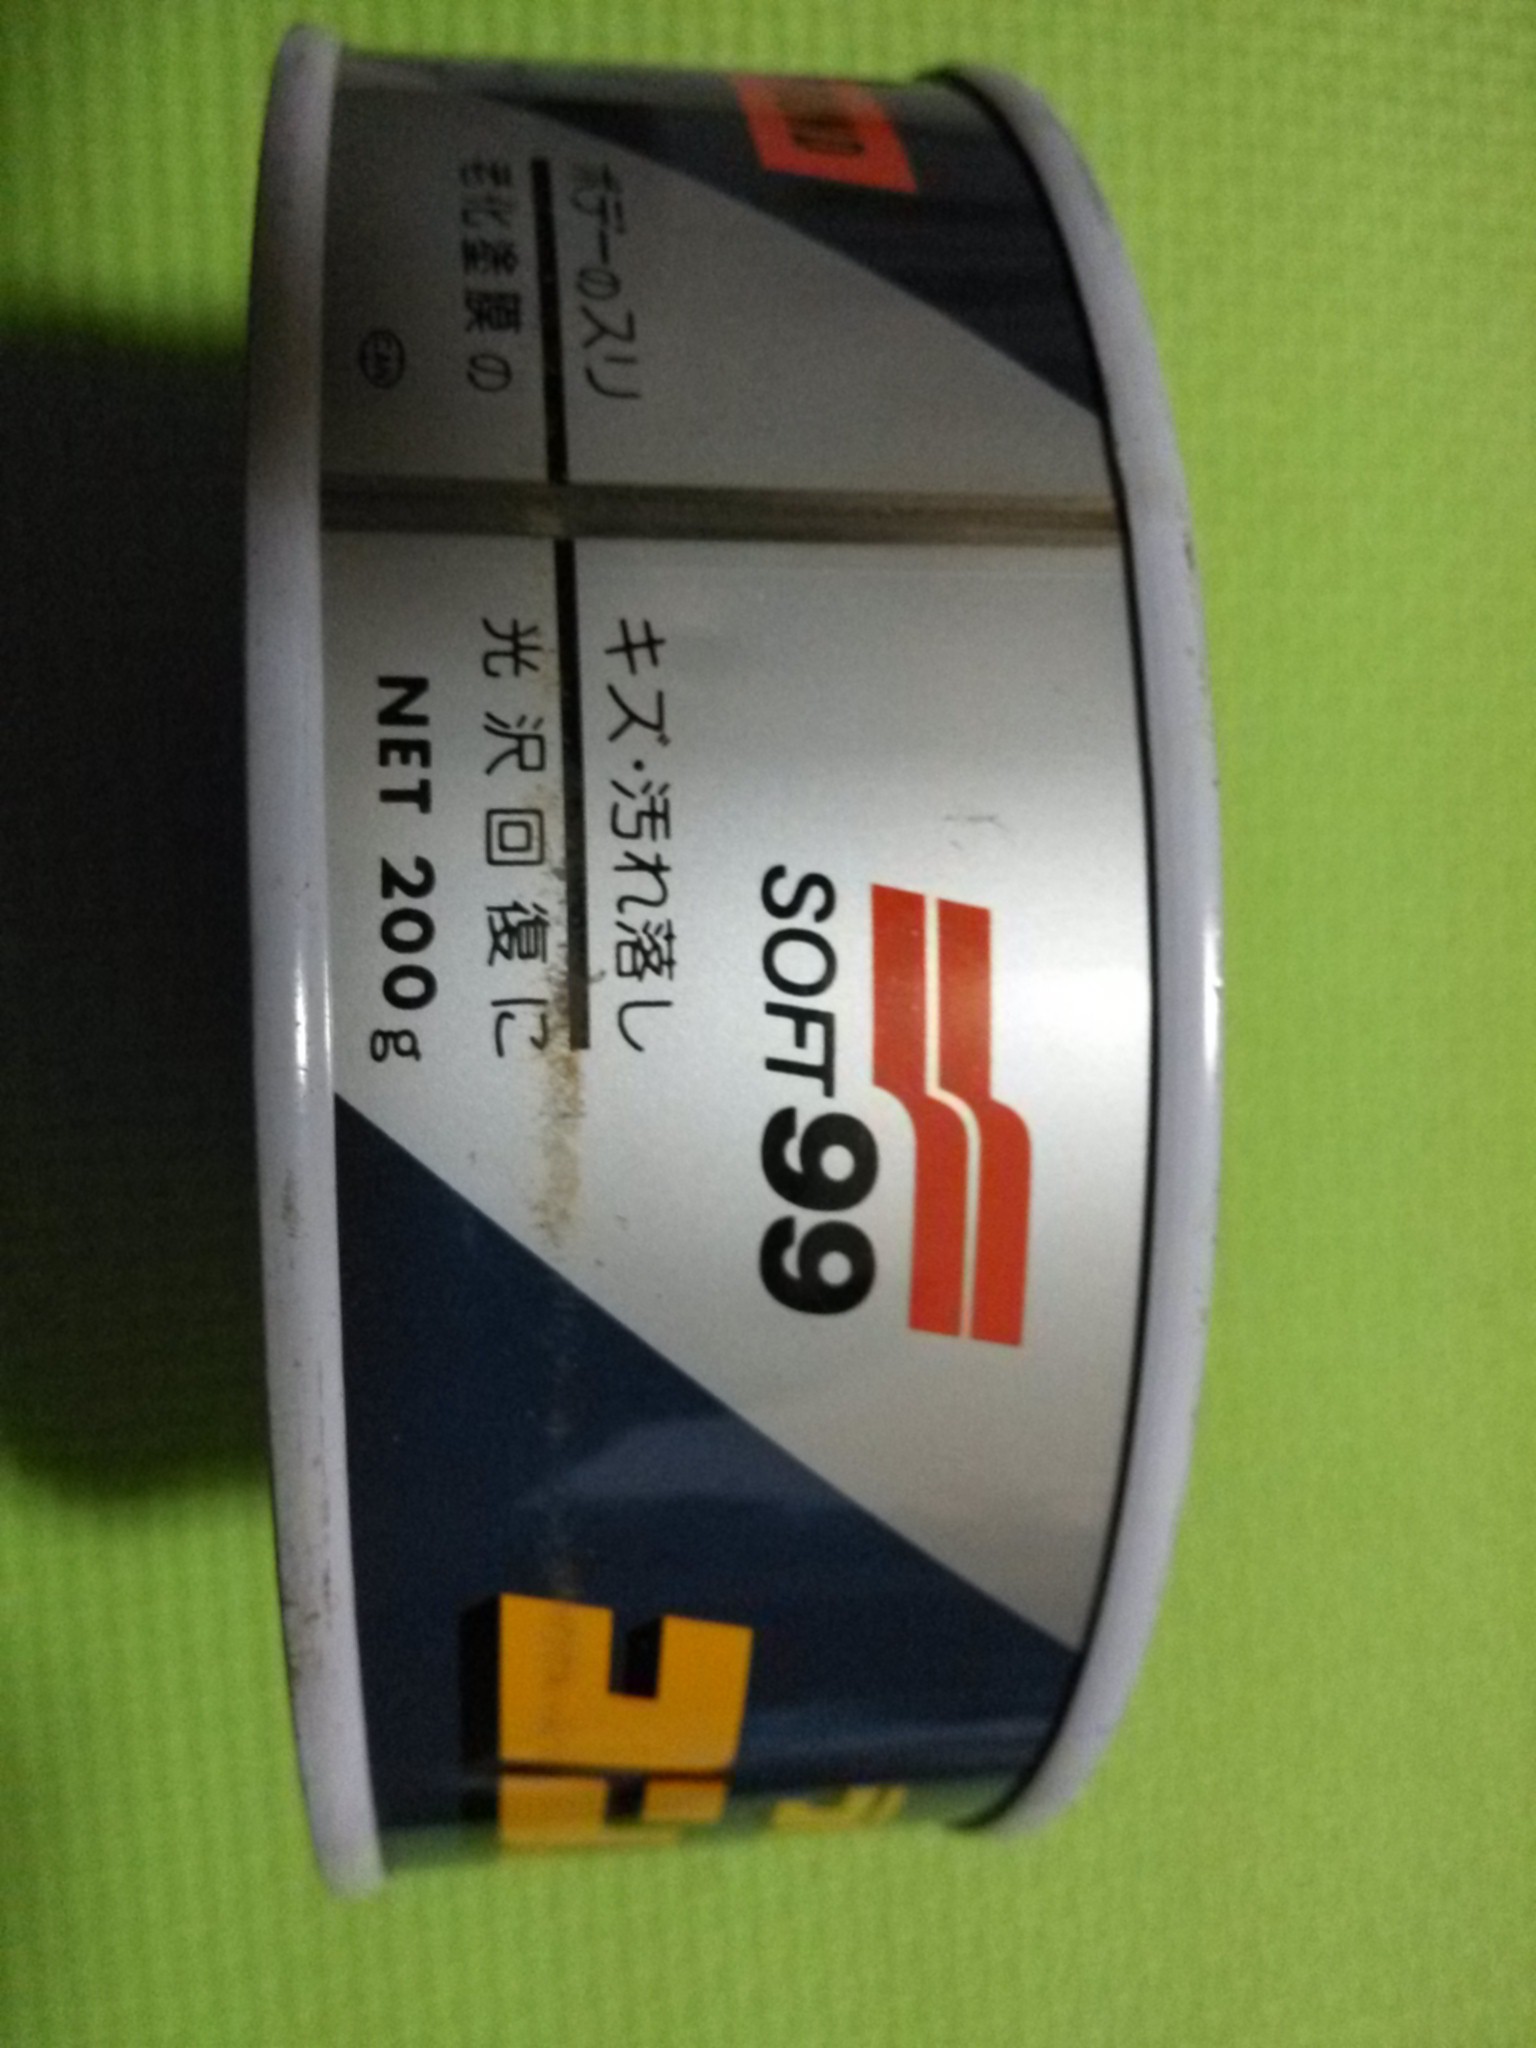 SOFT99
ボデーのスリキズ・汚れ落し
老化塗膜の光沢回復に
NET 200g